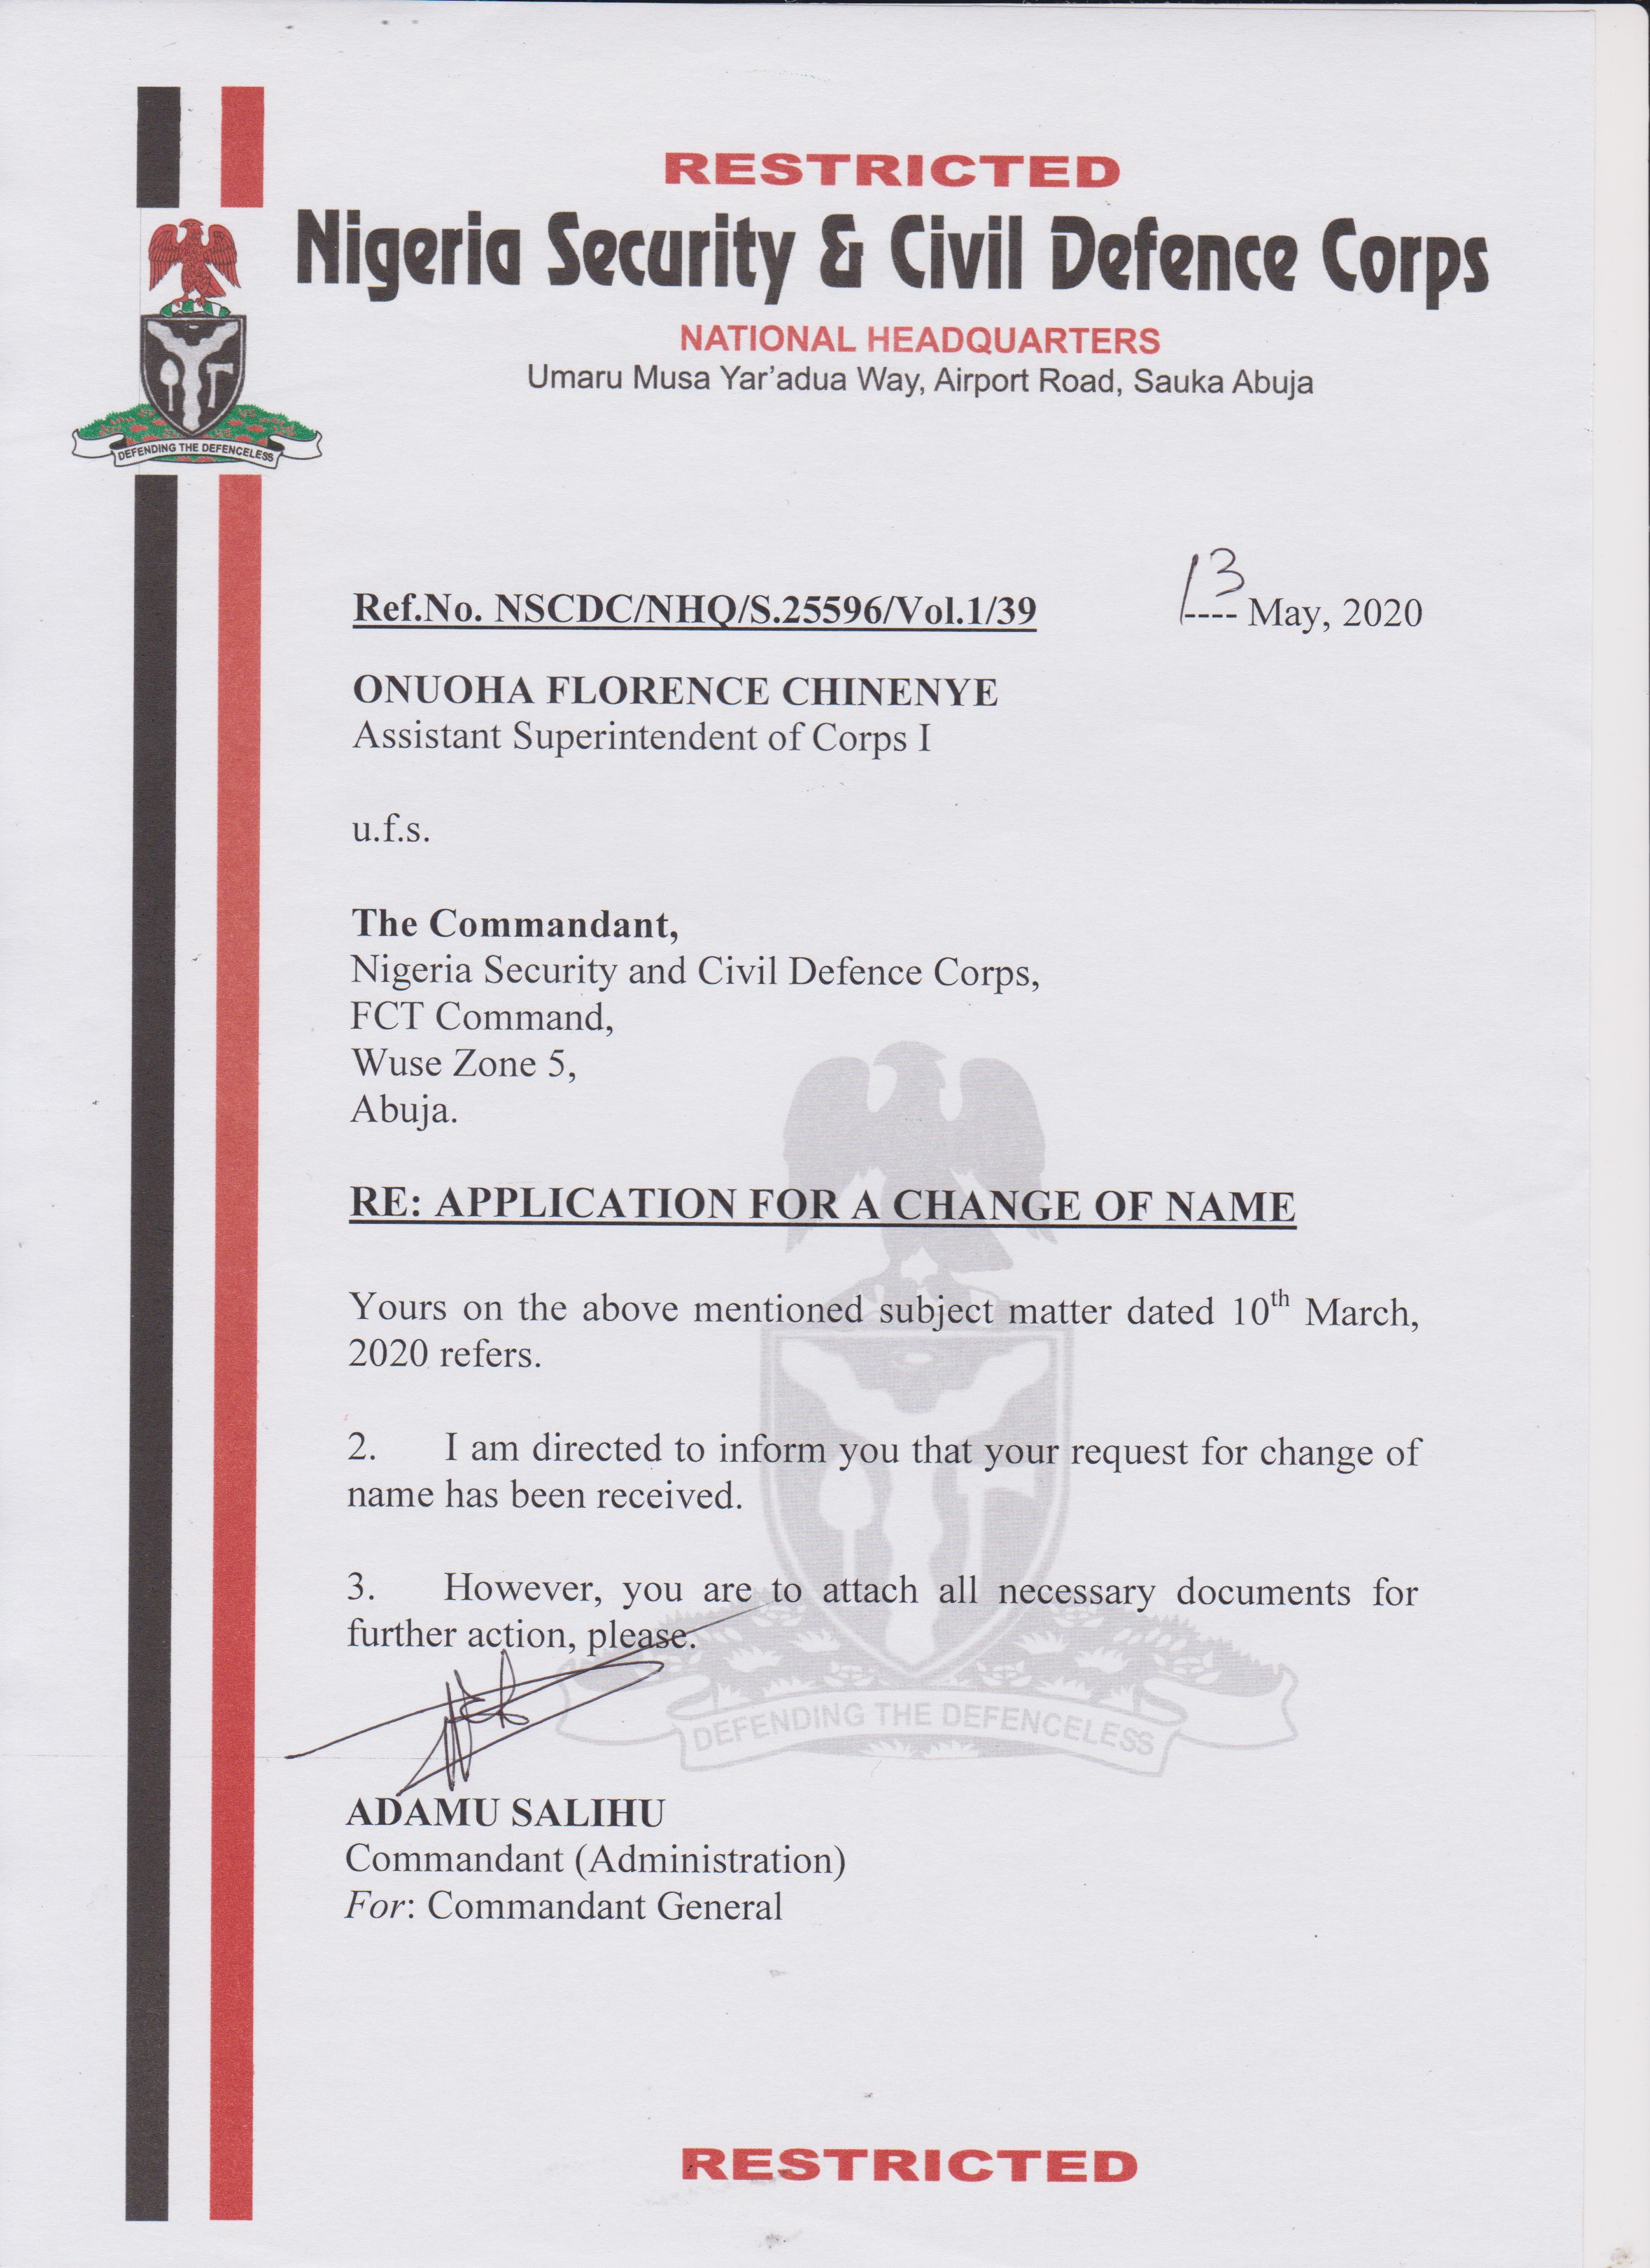 RESTRICTED
Nigeria Security & Civil Defence Corps
NATIONAL HEADQUARTERS
Umaru Musa Yar'adua Way, Airport Road, Sauka Abuja
DEFENDING THE DEFENCELESS
Ref.No. NSCDC/NHQ/S.25596/Vol.1/39
13 ---- May, 2020
ONUOHA FLORENCE CHINENYE
Assistant Superintendent of Corps I
u.f.s.
The Commandant,
Nigeria Security and Civil Defence Corps,
FCT Command,
Wuse Zone 5,
Abuja.
RE: APPLICATION FOR A CHANGE OF NAME
Yours on the above mentioned subject matter dated 10th March,
2020 refers.
2. I am directed to inform you that your request for change of
name has been received.
3. However, you are to attach all necessary documents for
further action, please.
DEFENDING THE DEFENCELESS
ADAMU SALIHU
Commandant (Administration)
For: Commandant General
RESTRICTED